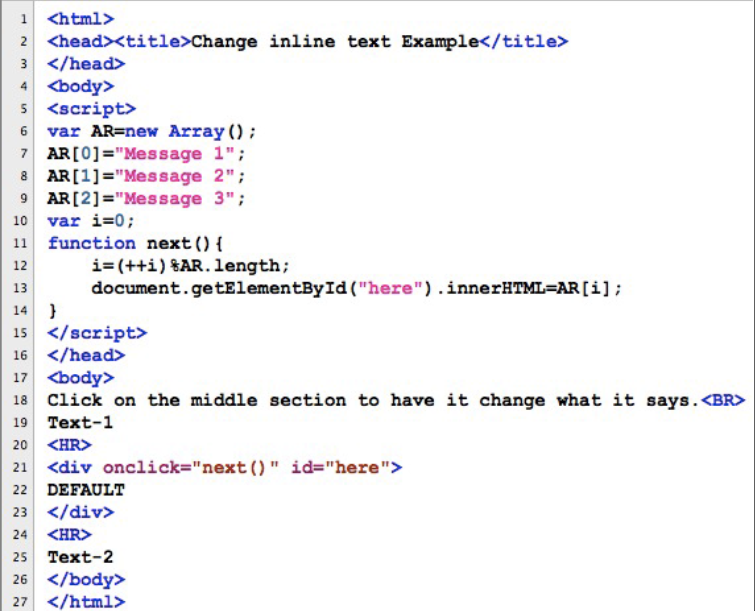 1 <html>
2 <head><title>Change inline text Example</title>
3 </head>
4 <body>
5 <script>
6 var AR=new Array();
7 AR[0]="Message 1";
8 AR[1]="Message 2";
9 AR[2]="Message 3";
10 var i=0;
11 function next(){
12     i=(++i)%AR.length;
13     document.getElementById("here").innerHTML=AR[i];
14 }
15 </script>
16 </head>
17 <body>
18 Click on the middle section to have it change what it says.<BR>
19 Text-1
20 <HR>
21 <div onclick="next()" id="here">
22 DEFAULT
23 </div>
24 <HR>
25 Text-2
26 </body>
27 </html>